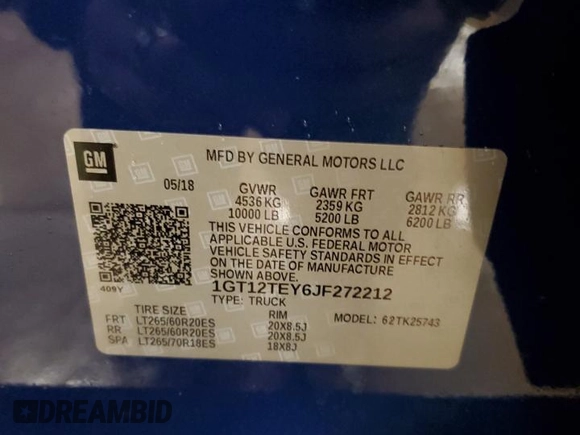 GM
MFD BY GENERAL MOTORS LLC
05/18 GVWR GAWR FRT GAWR RR
4536 KG 2359 KG 2812 KG
10000 LB 5200 LB 6200 LB
THIS VEHICLE CONFORMS TO ALL
APPLICABLE U.S. FEDERAL MOTOR
VEHICLE SAFETY STANDARDS IN EFFECT
ON THE DATE OF MANUFACTURE
SHOWN ABOVE.
409Y 1GT12TEY6JF272212
TYPE: TRUCK
TIRE SIZE RIM MODEL: 62TK25743
FRT LT265/60R20ES 20X8.5J
RR LT265/60R20ES 20X8.5J
SPA LT265/70R18ES 18X8J
DREAMBID